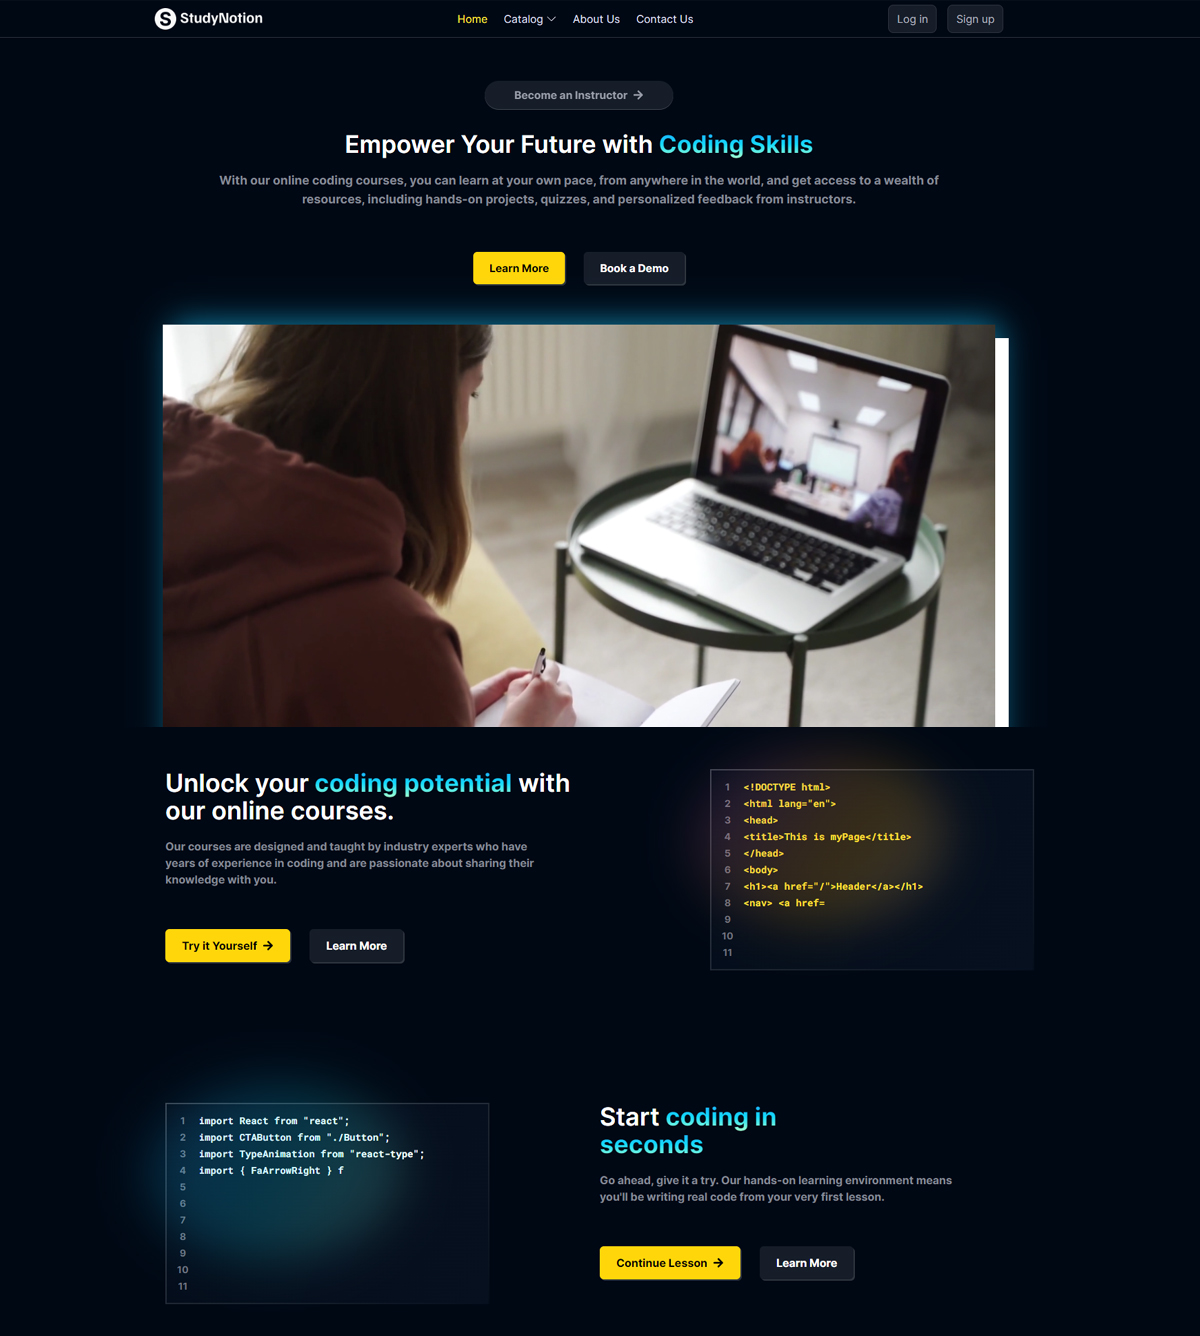 StudyNotion
Home Catalog About Us Contact Us
Log in Sign up
Become an Instructor →
Empower Your Future with Coding Skills
With our online coding courses, you can learn at your own pace, from anywhere in the world, and get access to a wealth of
resources, including hands-on projects, quizzes, and personalized feedback from instructors.
Learn More Book a Demo
Unlock your coding potential with
our online courses.
Our courses are designed and taught by industry experts who have
years of experience in coding and are passionate about sharing their
knowledge with you.
Try it Yourself → Learn More
1 <!DOCTYPE html>
2 <html lang="en">
3 <head>
4 <title>This is myPage</title>
5 </head>
6 <body>
7 <h1><a href="/">Header</a></h1>
8 <nav> <a href=
9
10
11
1 import React from "react";
2 import CTAButton from "./Button";
3 import TypeAnimation from "react-type";
4 import { FaArrowRight } f
5
6
7
8
9
10
11
Start coding in
seconds
Go ahead, give it a try. Our hands-on learning environment means
you'll be writing real code from your very first lesson.
Continue Lesson → Learn More